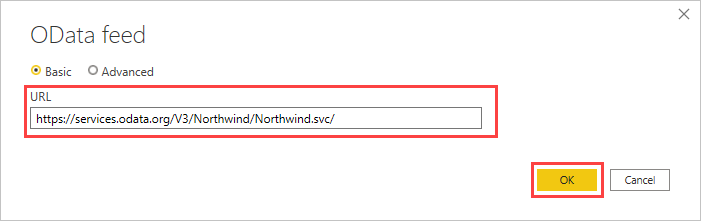 OData feed
Basic Advanced
URL
https://services.odata.org/V3/Northwind/Northwind.svc/
OK Cancel